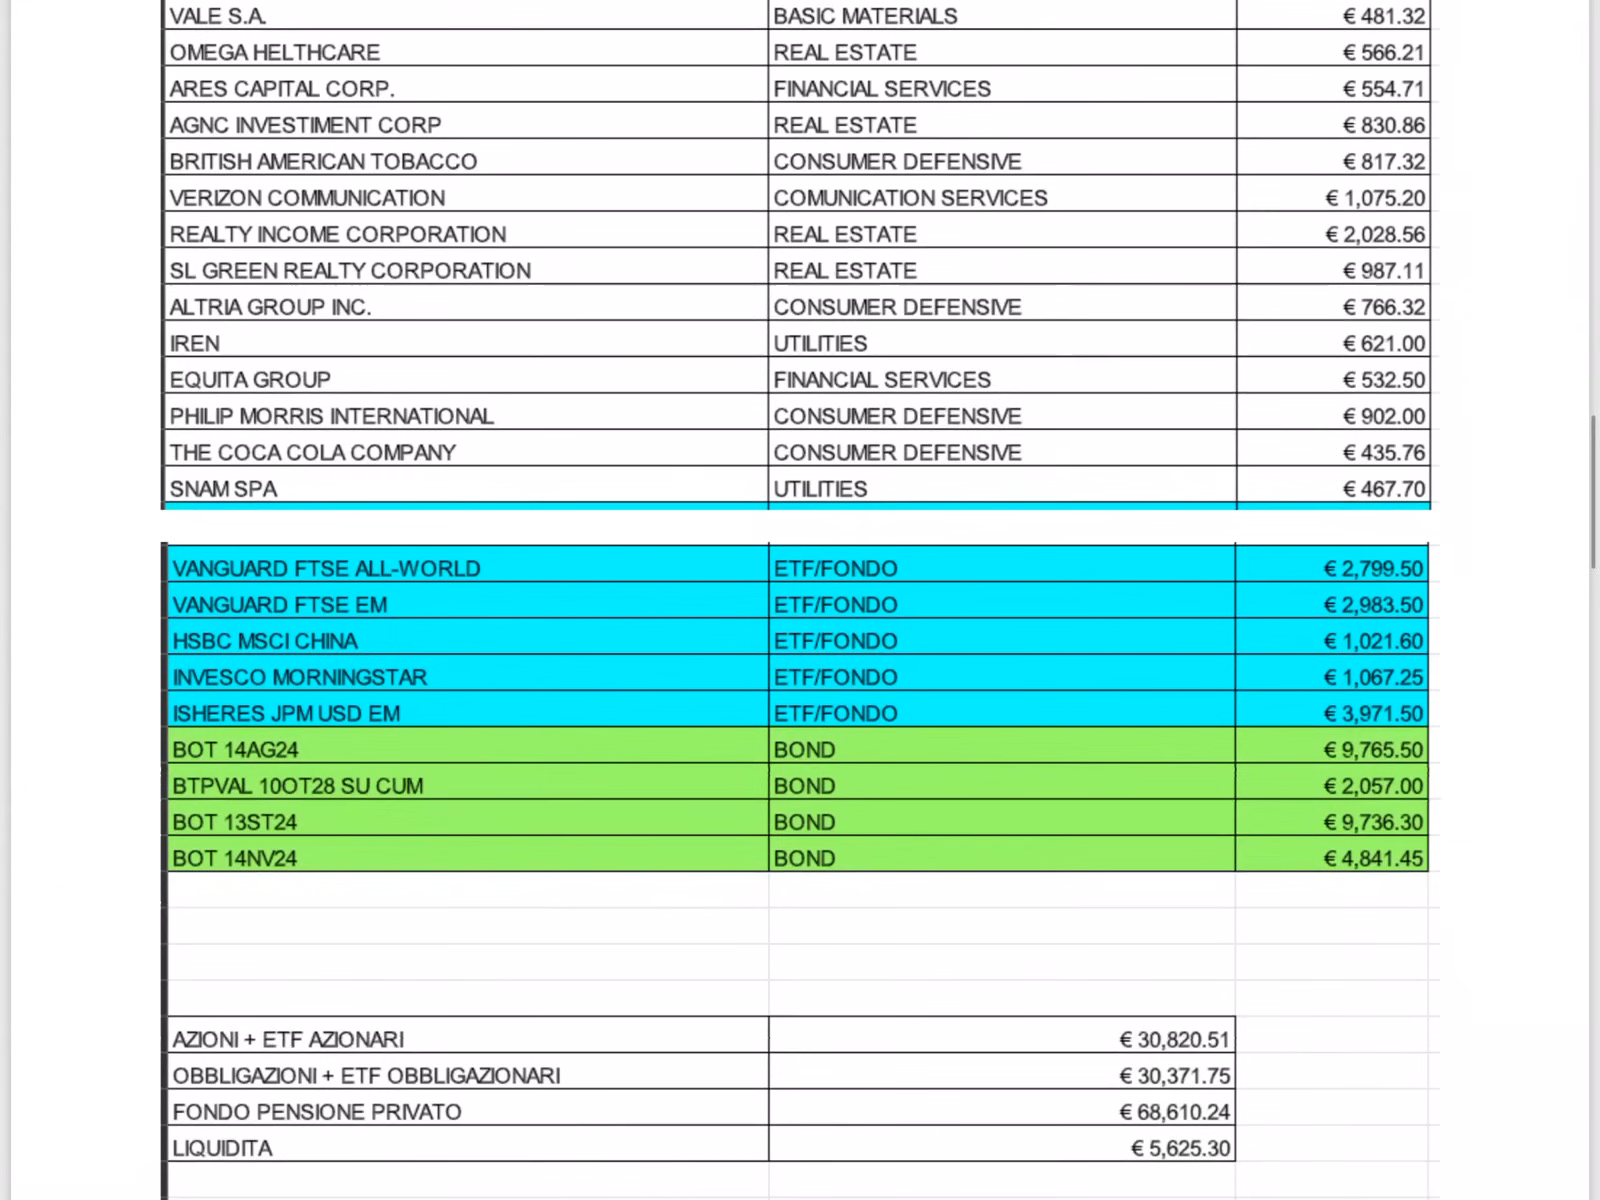 VALE S.A. BASIC MATERIALS € 481.32
OMEGA HELTHCARE REAL ESTATE € 566.21
ARES CAPITAL CORP. FINANCIAL SERVICES € 554.71
AGNC INVESTIMENT CORP REAL ESTATE € 830.86
BRITISH AMERICAN TOBACCO CONSUMER DEFENSIVE € 817.32
VERIZON COMMUNICATION COMUNICATION SERVICES € 1,075.20
REALTY INCOME CORPORATION REAL ESTATE € 2,028.56
SL GREEN REALTY CORPORATION REAL ESTATE € 987.11
ALTRIA GROUP INC. CONSUMER DEFENSIVE € 766.32
IREN UTILITIES € 621.00
EQUITA GROUP FINANCIAL SERVICES € 532.50
PHILIP MORRIS INTERNATIONAL CONSUMER DEFENSIVE € 902.00
THE COCA COLA COMPANY CONSUMER DEFENSIVE € 435.76
SNAM SPA UTILITIES € 467.70
VANGUARD FTSE ALL-WORLD ETF/FONDO € 2,799.50
VANGUARD FTSE EM ETF/FONDO € 2,983.50
HSBC MSCI CHINA ETF/FONDO € 1,021.60
INVESCO MORNINGSTAR ETF/FONDO € 1,067.25
ISHERES JPM USD EM ETF/FONDO € 3,971.50
BOT 14AG24 BOND € 9,765.50
BTPVAL 10OT28 SU CUM BOND € 2,057.00
BOT 13ST24 BOND € 9,736.30
BOT 14NV24 BOND € 4,841.45
AZIONI + ETF AZIONARI € 30,820.51
OBBLIGAZIONI + ETF OBBLIGAZIONARI € 30,371.75
FONDO PENSIONE PRIVATO € 68,610.24
LIQUIDITA € 5,625.30